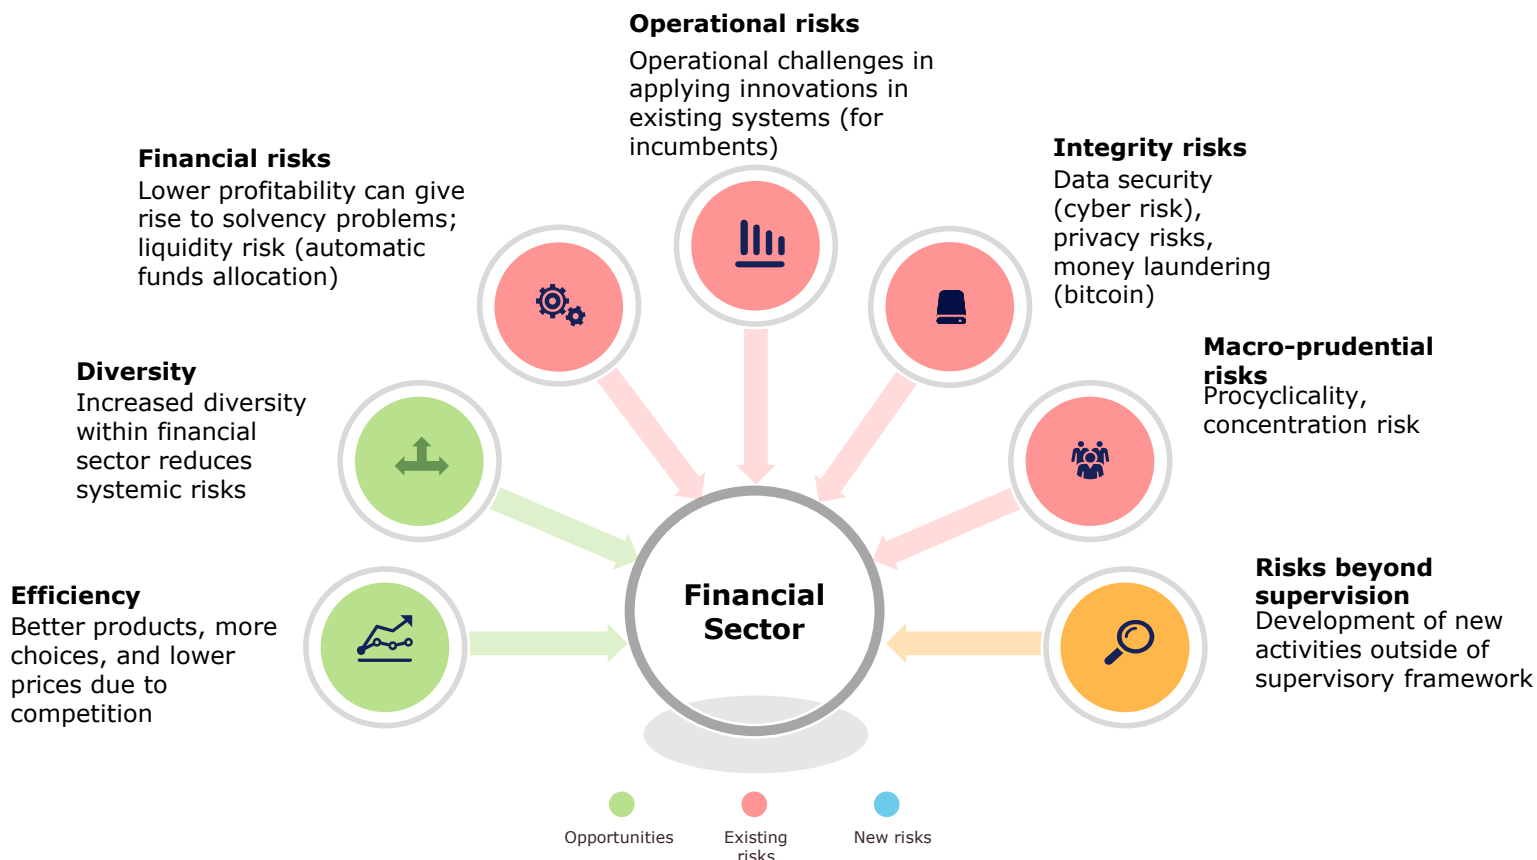 Operational risks
Operational challenges in
applying innovations in
existing systems (for
incumbents)
Financial risks
Lower profitability can give
rise to solvency problems;
liquidity risk (automatic
funds allocation)
Integrity risks
Data security
(cyber risk),
privacy risks,
money laundering
(bitcoin)
Diversity
Increased diversity
within financial
sector reduces
systemic risks
Macro-prudential
risks
Procyclicality,
concentration risk
Efficiency
Better products, more
choices, and lower
prices due to
competition
Financial
Sector
Risks beyond
supervision
Development of new
activities outside of
supervisory framework
Opportunities
Existing
risks
New risks